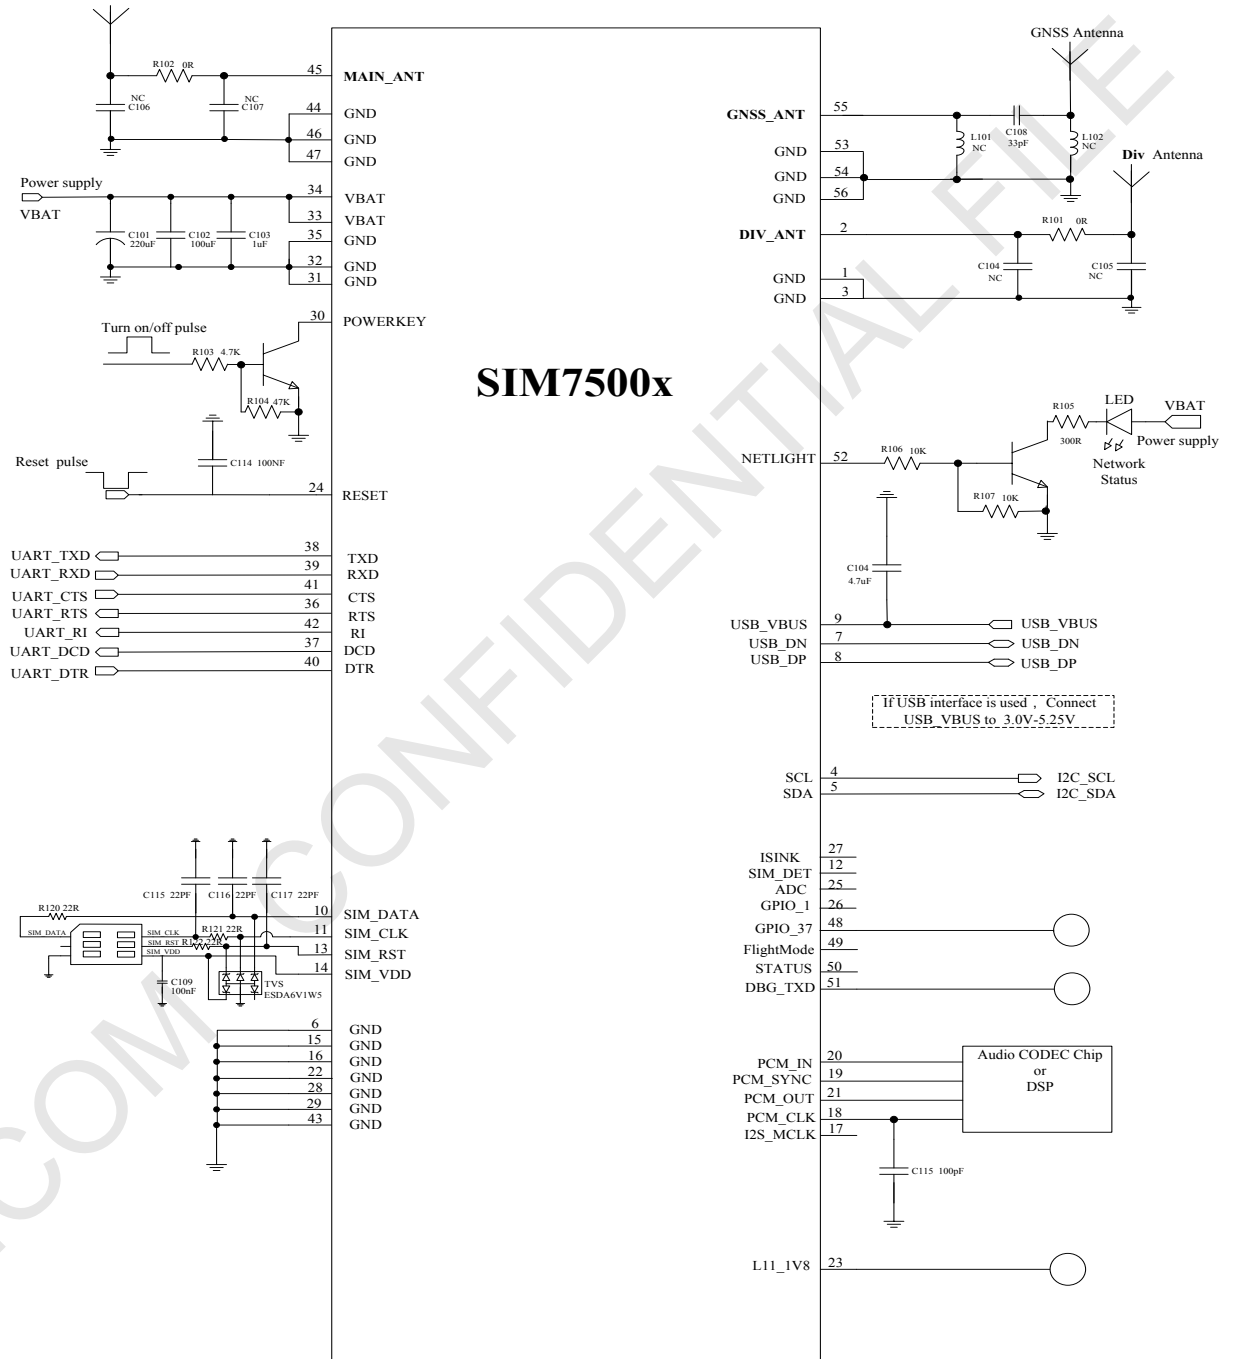 GNSS Antenna
R102 0R
45
MAIN_ANT
NC
C106
NC
C107
44
GND
46
GND
47
GND
GNSS_ANT
55
C108
33pF
L101
NC
L102
NC
GND
53
GND
54
GND
56
Div Antenna
Power supply
VBAT
34
VBAT
33
VBAT
35
GND
32
GND
31
GND
C101
220uF
C102
100uF
C103
1uF
DIV_ANT
2
R101 0R
C104
NC
C105
NC
GND
1
GND
3
30
POWERKEY
Turn on/off pulse
R103 4.7K
R104 47K
SIM7500x
Reset pulse
C114 100NF
24
RESET
NETLIGHT
52
R106 10K
R107 10K
R105
300R
LED
VBAT
Power supply
Network
Status
UART_TXD
38
TXD
UART_RXD
39
RXD
UART_CTS
41
CTS
UART_RTS
36
RTS
UART_RI
42
RI
UART_DCD
37
DCD
UART_DTR
40
DTR
C104
4.7uF
USB_VBUS
9
USB_VBUS
USB_DN
7
USB_DN
USB_DP
8
USB_DP
If USB interface is used , Connect
USB_VBUS to 3.0V-5.25V
SCL
4
I2C_SCL
SDA
5
I2C_SDA
ISINK
27
SIM_DET
12
ADC
25
GPIO_1
26
GPIO_37
48
FlightMode
49
STATUS
50
DBG_TXD
51
C115 22PF
C116 22PF
C117 22PF
R120 22R
10
SIM_DATA
SIM_DATA
SIM_CLK
R121 22R
11
SIM_CLK
SIM_RST
R122 22R
13
SIM_RST
SIM_VDD
14
SIM_VDD
C109
100nF
TVS
ESDA6V1W5
6
GND
15
GND
16
GND
22
GND
28
GND
29
GND
43
GND
PCM_IN
20
PCM_SYNC
19
PCM_OUT
21
PCM_CLK
18
I2S_MCLK
17
Audio CODEC Chip
or
DSP
C115 100pF
L11_1V8
23
COM CONFIDENTIAL FILE